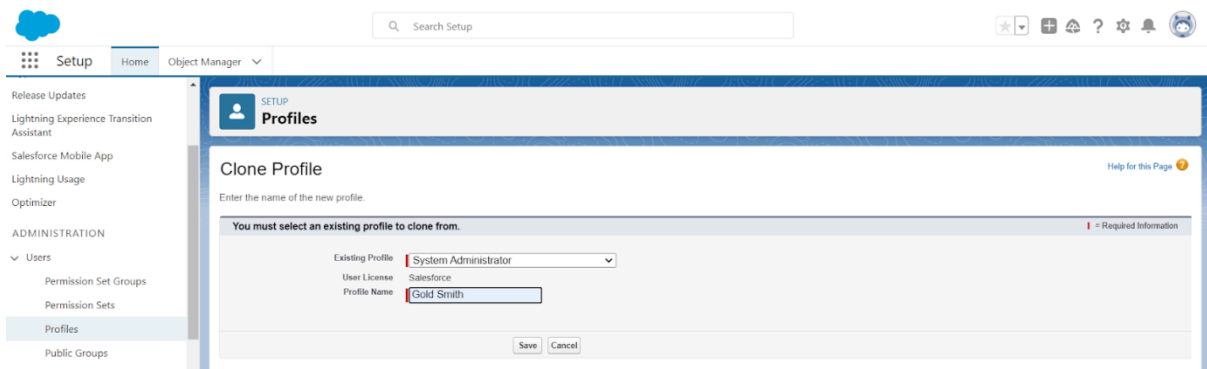 Search Setup
Setup
Home
Object Manager
Release Updates
Lightning Experience Transition
Assistant
Salesforce Mobile App
Lightning Usage
Optimizer
ADMINISTRATION
Users
Permission Set Groups
Permission Sets
Profiles
Public Groups
SETUP
Profiles
Clone Profile
Help for this Page
Enter the name of the new profile.
You must select an existing profile to clone from.
= Required Information
Existing Profile System Administrator
User License Salesforce
Profile Name Gold Smith
Save Cancel